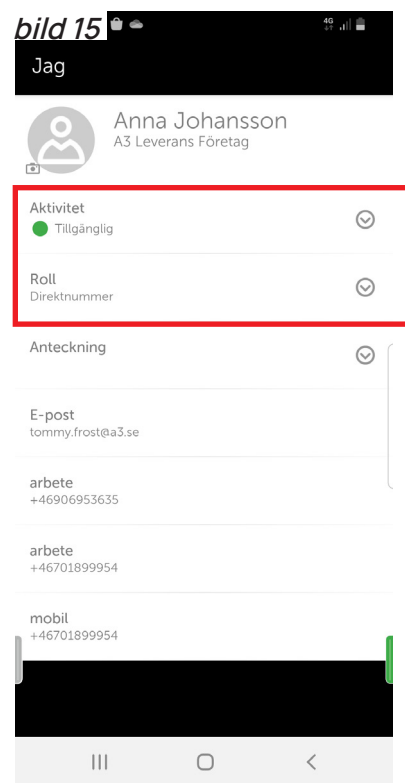 bild 15
4G
Jag
Anna Johansson
A3 Leverans Företag
Aktivitet
Tillgänglig
Roll
Direktnummer
Anteckning
E-post
tommy.frost@a3.se
arbete
+46906953635
arbete
+46701899954
mobil
+46701899954